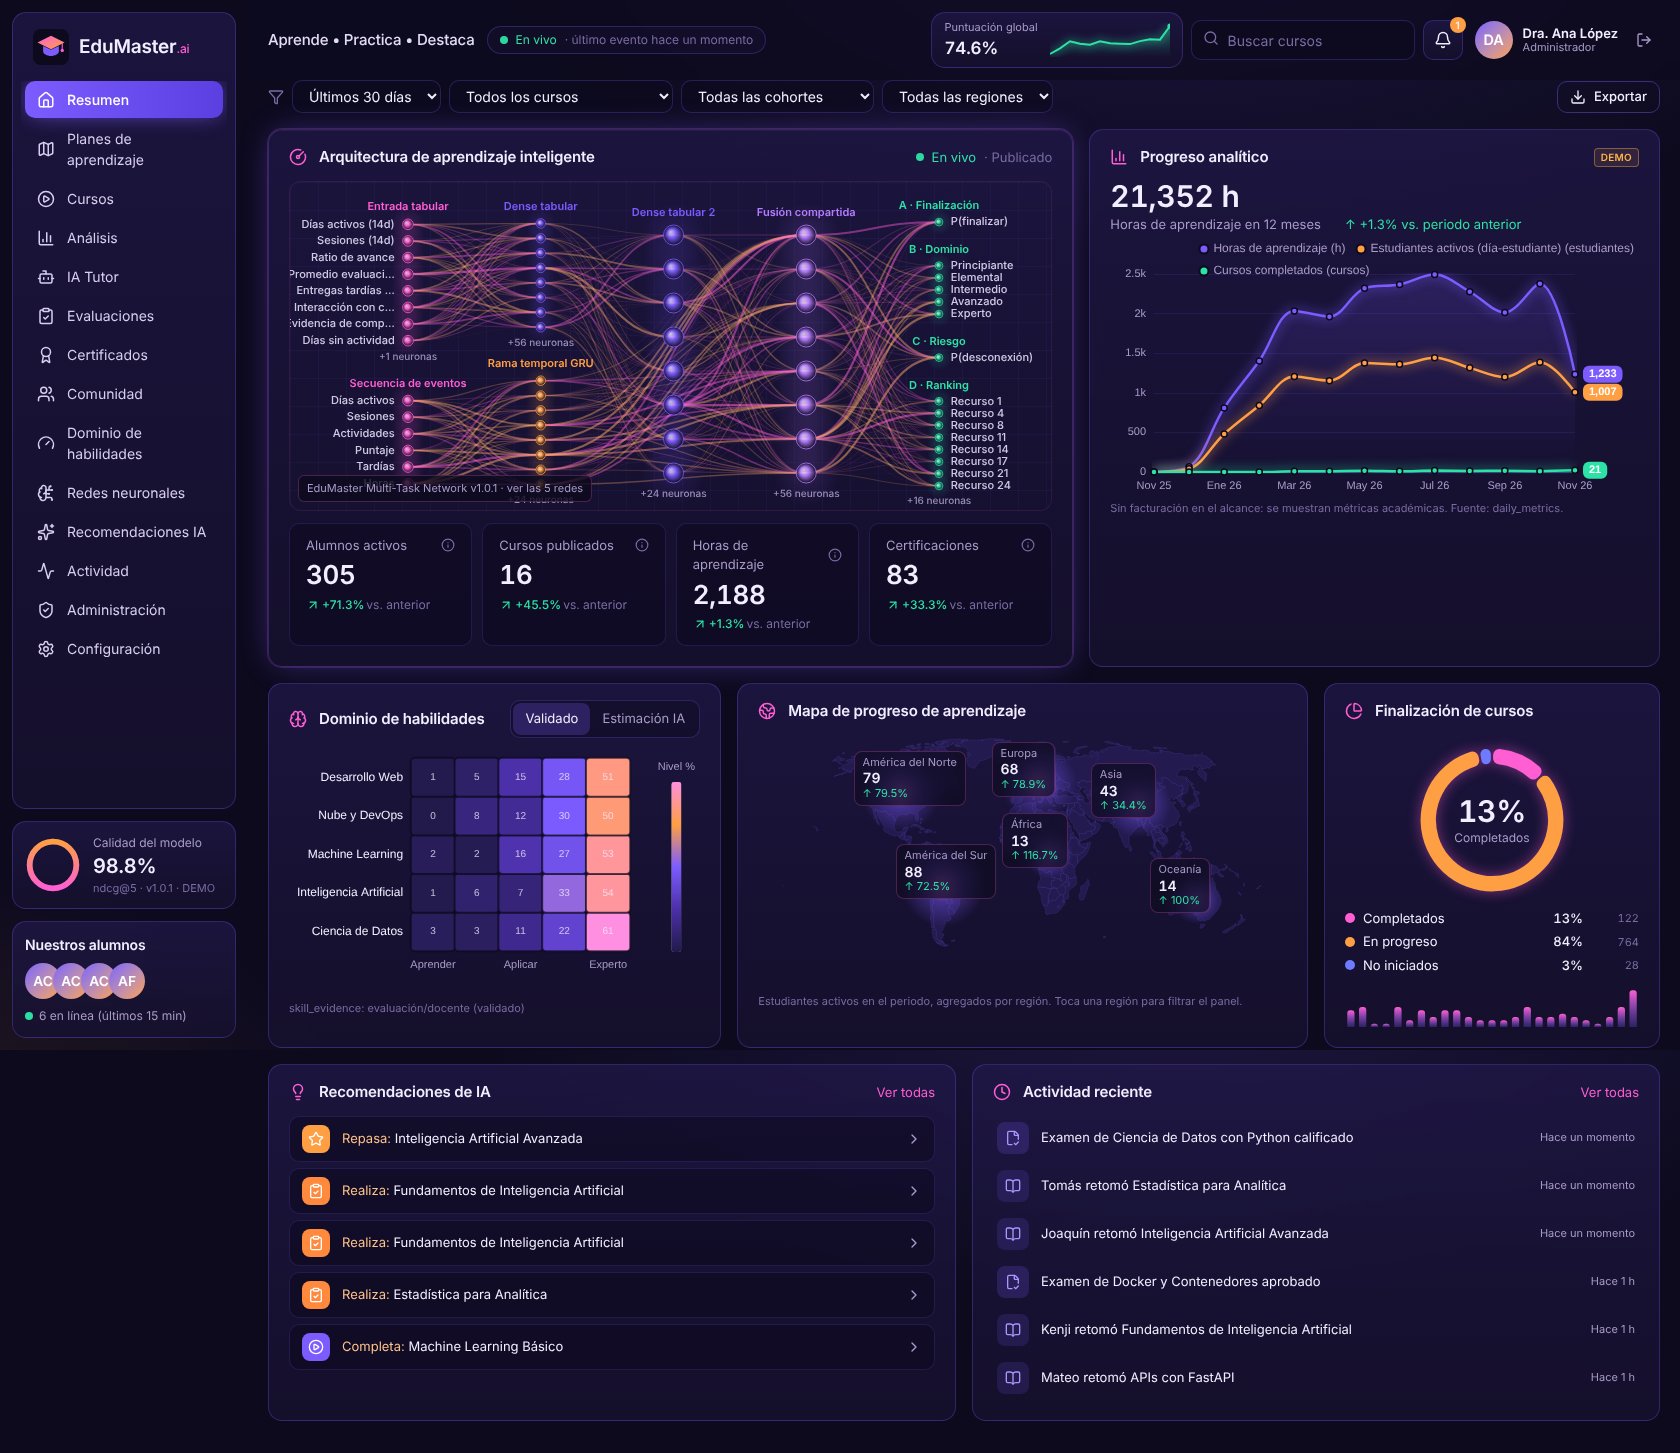 EduMaster.ai
Resumen
Planes de
aprendizaje
Cursos
Análisis
IA Tutor
Evaluaciones
Certificados
Comunidad
Dominio de
habilidades
Redes neuronales
Recomendaciones IA
Actividad
Administración
Configuración
Calidad del modelo
98.8%
ndcg@5 · v1.0.1 · DEMO
Nuestros alumnos
AC AC AC AF
6 en línea (últimos 15 min)
Aprende • Practica • Destaca
En vivo · último evento hace un momento
Puntuación global
74.6%
Buscar cursos
1
DA
Dra. Ana López
Administrador
Últimos 30 días
Todos los cursos
Todas las cohortes
Todas las regiones
Exportar
Arquitectura de aprendizaje inteligente
En vivo · Publicado
Entrada tabular
Días activos (14d)
Sesiones (14d)
Ratio de avance
Promedio evaluaci...
Entregas tardías ...
Interacción con c...
videncia de comp...
Días sin actividad
+1 neuronas
Secuencia de eventos
Días activos
Sesiones
Actividades
Puntaje
Tardías
EduMaster Multi-Task Network v1.0.1 · ver las 5 redes
Dense tabular
+56 neuronas
Rama temporal GRU
+24 neuronas
Dense tabular 2
+24 neuronas
Fusión compartida
+56 neuronas
A · Finalización
P(finalizar)
B · Dominio
Principiante
Elemental
Intermedio
Avanzado
Experto
C · Riesgo
P(desconexión)
D · Ranking
Recurso 1
Recurso 4
Recurso 8
Recurso 11
Recurso 14
Recurso 17
Recurso 21
Recurso 24
+16 neuronas
Alumnos activos
305
+71.3% vs. anterior
Cursos publicados
16
+45.5% vs. anterior
Horas de
aprendizaje
2,188
+1.3% vs. anterior
Certificaciones
83
+33.3% vs. anterior
Progreso analítico
DEMO
21,352 h
Horas de aprendizaje en 12 meses
↑ +1.3% vs. periodo anterior
Horas de aprendizaje (h)
Estudiantes activos (día-estudiante) (estudiantes)
Cursos completados (cursos)
2.5k
2k
1.5k
1k
500
0
1,233
1,007
21
Nov 25
Ene 26
Mar 26
May 26
Jul 26
Sep 26
Nov 26
Sin facturación en el alcance: se muestran métricas académicas. Fuente: daily_metrics.
Dominio de habilidades
Validado
Estimación IA
Nivel %
Desarrollo Web 1 5 15 28 51
Nube y DevOps 0 8 12 30 50
Machine Learning 2 2 16 27 53
Inteligencia Artificial 1 6 7 33 54
Ciencia de Datos 3 3 11 22 61
Aprender
Aplicar
Experto
skill_evidence: evaluación/docente (validado)
Mapa de progreso de aprendizaje
América del Norte
79
↑ 79.5%
Europa
68
↑ 78.9%
Asia
43
↑ 34.4%
África
13
↑ 116.7%
América del Sur
88
↑ 72.5%
Oceanía
14
↑ 100%
Estudiantes activos en el periodo, agregados por región. Toca una región para filtrar el panel.
Finalización de cursos
13%
Completados
Completados 13% 122
En progreso 84% 764
No iniciados 3% 28
Recomendaciones de IA
Ver todas
Repasa: Inteligencia Artificial Avanzada
Realiza: Fundamentos de Inteligencia Artificial
Realiza: Fundamentos de Inteligencia Artificial
Realiza: Estadística para Analítica
Completa: Machine Learning Básico
Actividad reciente
Ver todas
Examen de Ciencia de Datos con Python calificado
Hace un momento
Tomás retomó Estadística para Analítica
Hace un momento
Joaquín retomó Inteligencia Artificial Avanzada
Hace un momento
Examen de Docker y Contenedores aprobado
Hace 1 h
Kenji retomó Fundamentos de Inteligencia Artificial
Hace 1 h
Mateo retomó APIs con FastAPI
Hace 1 h